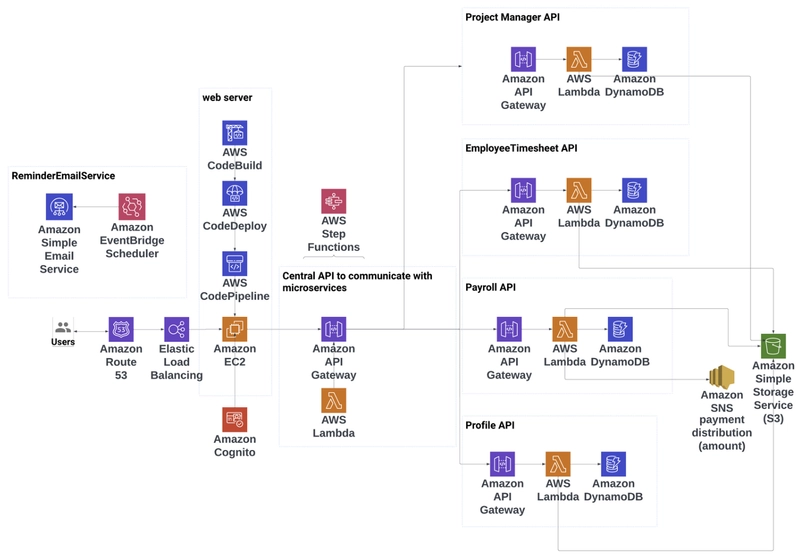 Project Manager API
Amazon
API
Gateway
AWS
Lambda
Amazon
DynamoDB
web server
AWS
CodeBuild
AWS
CodeDeploy
AWS
CodePipeline
Amazon
EC2
Amazon
Cognito
ReminderEmailService
Amazon
Simple
Email
Service
Amazon
EventBridge
Scheduler
AWS
Step
Functions
EmployeeTimesheet API
Amazon
API
Gateway
AWS
Lambda
Amazon
DynamoDB
Central API to communicate with
microservices
Amazon
API
Gateway
AWS
Lambda
Users
Amazon
Route
53
Elastic
Load
Balancing
Payroll API
Amazon
API
Gateway
AWS
Lambda
Amazon
DynamoDB
Amazon
SNS
payment
distribution
(amount)
Amazon
Simple
Storage
Service
(S3)
Profile API
Amazon
API
Gateway
AWS
Lambda
Amazon
DynamoDB